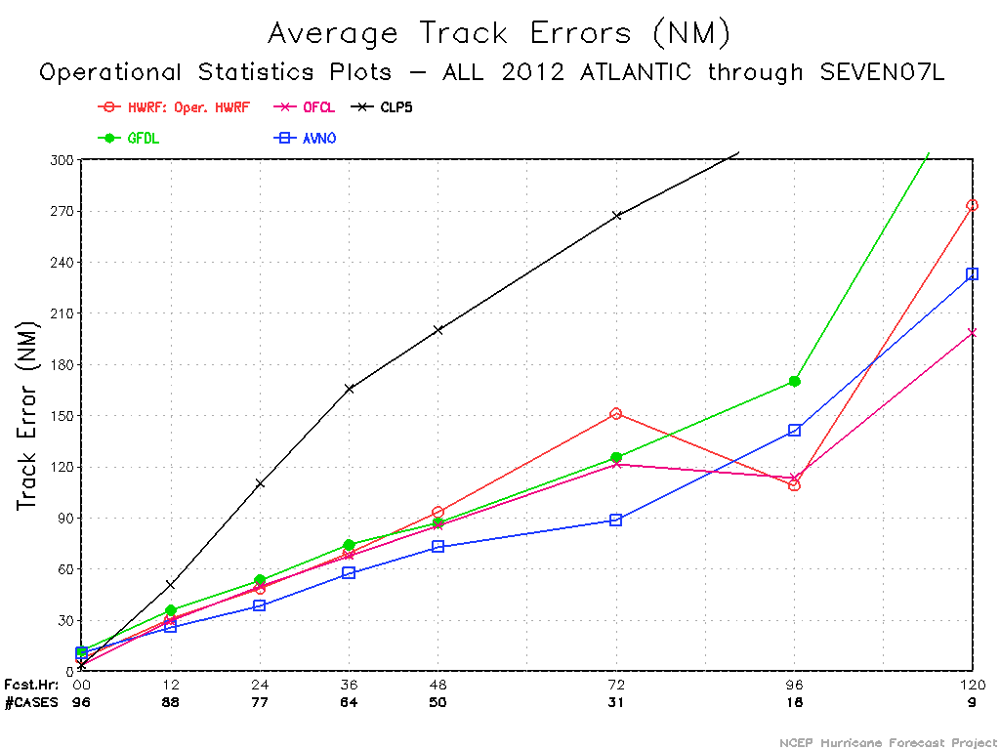 Average Track Errors (NM)
Operational Statistics Plots – ALL 2012 ATLANTIC through SEVEN07L
HWRF: Oper. HWRF OFCL CLP5
GFDL AVNO
300
270
240
210
180
150
120
90
60
30
0
Track Error (NM)
Fcst.Hr: 00 12 24 36 48 72 96 120
#CASES 96 88 77 64 50 31 16 9
NCEP Hurricane Forecast Project